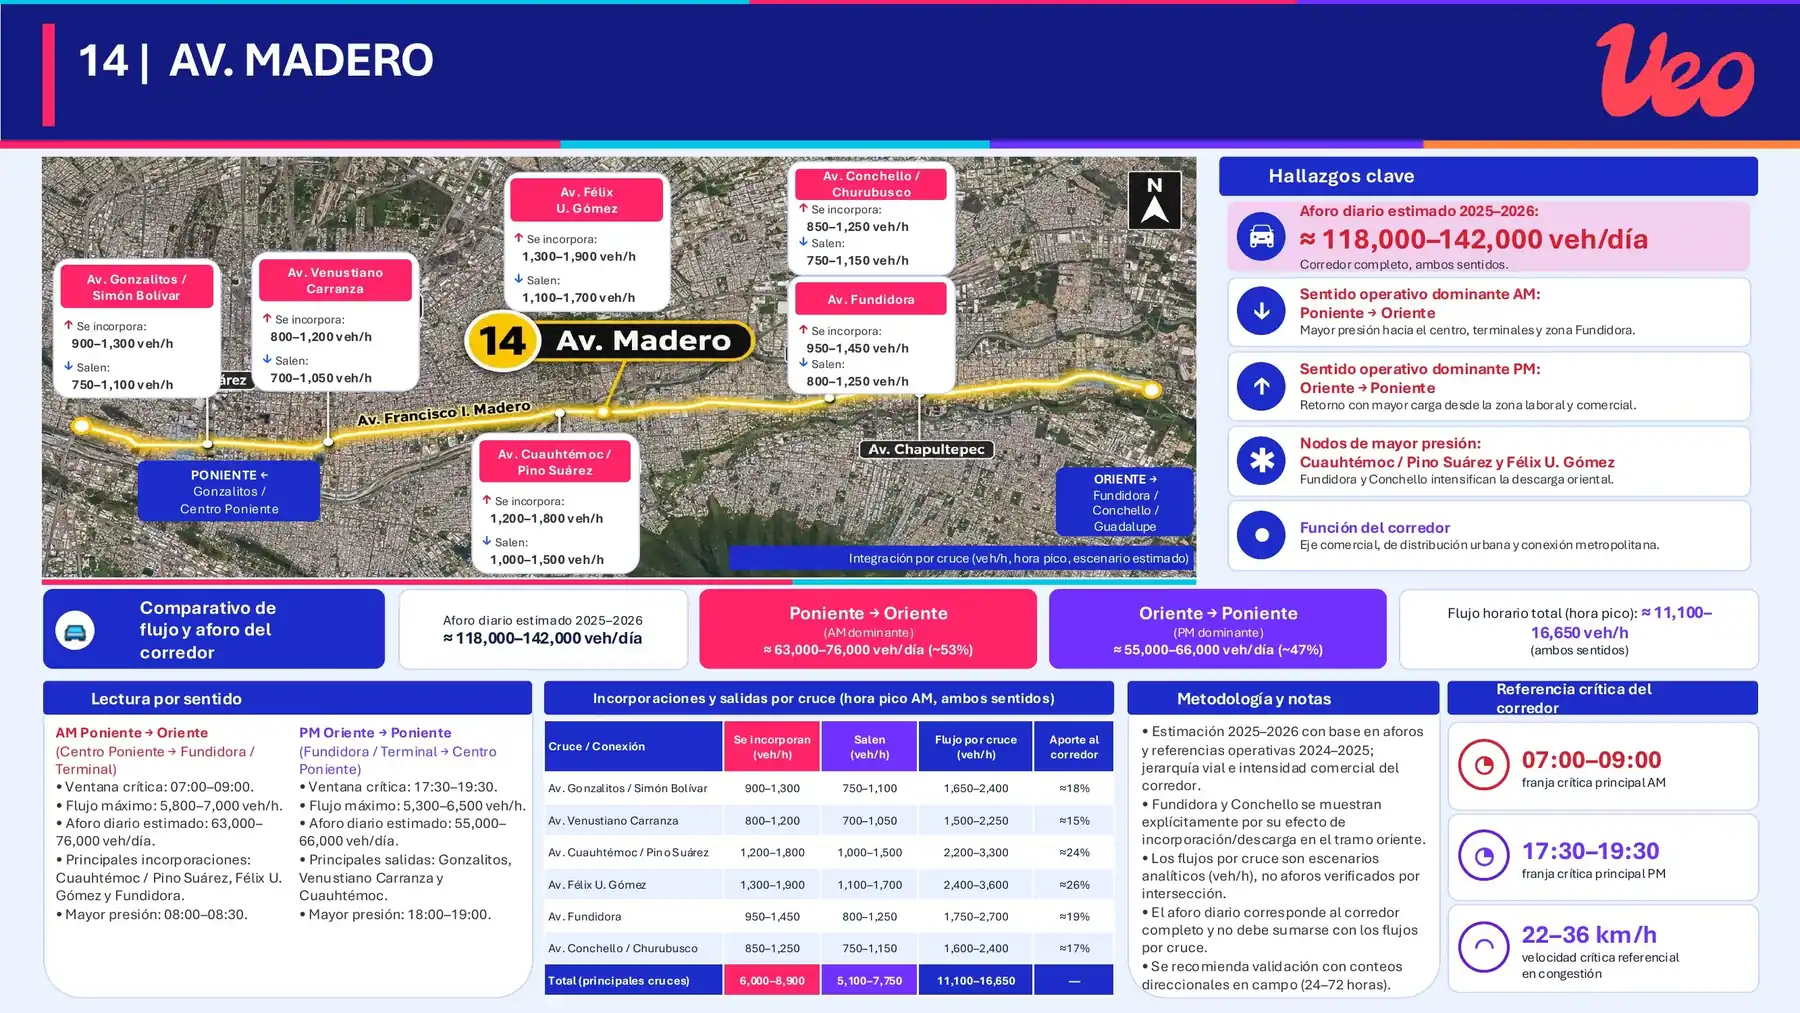 14 | AV. MADERO
Veo
Av. Gonzalitos /
Simón Bolívar
↑ Se incorpora:
900–1,300 veh/h
↓ Salen:
750–1,100 veh/h
Av. Venustiano
Carranza
↑ Se incorpora:
800–1,200 veh/h
↓ Salen:
700–1,050 veh/h
Av. Félix
U. Gómez
↑ Se incorpora:
1,300–1,900 veh/h
↓ Salen:
1,100–1,700 veh/h
Av. Conchello /
Churubusco
↑ Se incorpora:
850–1,250 veh/h
↓ Salen:
750–1,150 veh/h
Av. Fundidora
↑ Se incorpora:
950–1,450 veh/h
↓ Salen:
800–1,250 veh/h
N
14 Av. Madero
árez
Av. Francisco I. Madero
Av. Cuauhtémoc /
Pino Suárez
↑ Se incorpora:
1,200–1,800 veh/h
↓ Salen:
1,000–1,500 veh/h
Av. Chapultepec
PONIENTE ←
Gonzalitos /
Centro Poniente
ORIENTE →
Fundidora /
Conchello /
Guadalupe
Integración por cruce (veh/h, hora pico, escenario estimado)
Hallazgos clave
Aforo diario estimado 2025–2026:
≈ 118,000–142,000 veh/día
Corredor completo, ambos sentidos.
Sentido operativo dominante AM:
Poniente → Oriente
Mayor presión hacia el centro, terminales y zona Fundidora.
Sentido operativo dominante PM:
Oriente → Poniente
Retorno con mayor carga desde la zona laboral y comercial.
Nodos de mayor presión:
Cuauhtémoc / Pino Suárez y Félix U. Gómez
Fundidora y Conchello intensifican la descarga oriental.
Función del corredor
Eje comercial, de distribución urbana y conexión metropolitana.
Comparativo de
flujo y aforo del
corredor
Aforo diario estimado 2025–2026
≈ 118,000–142,000 veh/día
Poniente → Oriente
(AM dominante)
≈ 63,000–76,000 veh/día (~53%)
Oriente → Poniente
(PM dominante)
≈ 55,000–66,000 veh/día (~47%)
Flujo horario total (hora pico): ≈ 11,100–
16,650 veh/h
(ambos sentidos)
Lectura por sentido
AM Poniente → Oriente
(Centro Poniente → Fundidora /
Terminal)
• Ventana crítica: 07:00–09:00.
• Flujo máximo: 5,800–7,000 veh/h.
• Aforo diario estimado: 63,000–
76,000 veh/día.
• Principales incorporaciones:
Cuauhtémoc / Pino Suárez, Félix U.
Gómez y Fundidora.
• Mayor presión: 08:00–08:30.
PM Oriente → Poniente
(Fundidora / Terminal → Centro
Poniente)
• Ventana crítica: 17:30–19:30.
• Flujo máximo: 5,300–6,500 veh/h.
• Aforo diario estimado: 55,000–
66,000 veh/día.
• Principales salidas: Gonzalitos,
Venustiano Carranza y
Cuauhtémoc.
• Mayor presión: 18:00–19:00.
Incorporaciones y salidas por cruce (hora pico AM, ambos sentidos)
Cruce / Conexión | Se incorporan (veh/h) | Salen (veh/h) | Flujo por cruce (veh/h) | Aporte al corredor
Av. Gonzalitos / Simón Bolívar | 900–1,300 | 750–1,100 | 1,650–2,400 | ≈18%
Av. Venustiano Carranza | 800–1,200 | 700–1,050 | 1,500–2,250 | ≈15%
Av. Cuauhtémoc / Pino Suárez | 1,200–1,800 | 1,000–1,500 | 2,200–3,300 | ≈24%
Av. Félix U. Gómez | 1,300–1,900 | 1,100–1,700 | 2,400–3,600 | ≈26%
Av. Fundidora | 950–1,450 | 800–1,250 | 1,750–2,700 | ≈19%
Av. Conchello / Churubusco | 850–1,250 | 750–1,150 | 1,600–2,400 | ≈17%
Total (principales cruces) | 6,000–8,900 | 5,100–7,750 | 11,100–16,650 | —
Metodología y notas
• Estimación 2025–2026 con base en aforos
y referencias operativas 2024–2025;
jerarquía vial e intensidad comercial del
corredor.
• Fundidora y Conchello se muestran
explícitamente por su efecto de
incorporación/descarga en el tramo oriente.
• Los flujos por cruce son escenarios
analíticos (veh/h), no aforos verificados por
intersección.
• El aforo diario corresponde al corredor
completo y no debe sumarse con los flujos
por cruce.
• Se recomienda validación con conteos
direccionales en campo (24–72 horas).
Referencia crítica del
corredor
07:00–09:00
franja crítica principal AM
17:30–19:30
franja crítica principal PM
22–36 km/h
velocidad crítica referencial
en congestión